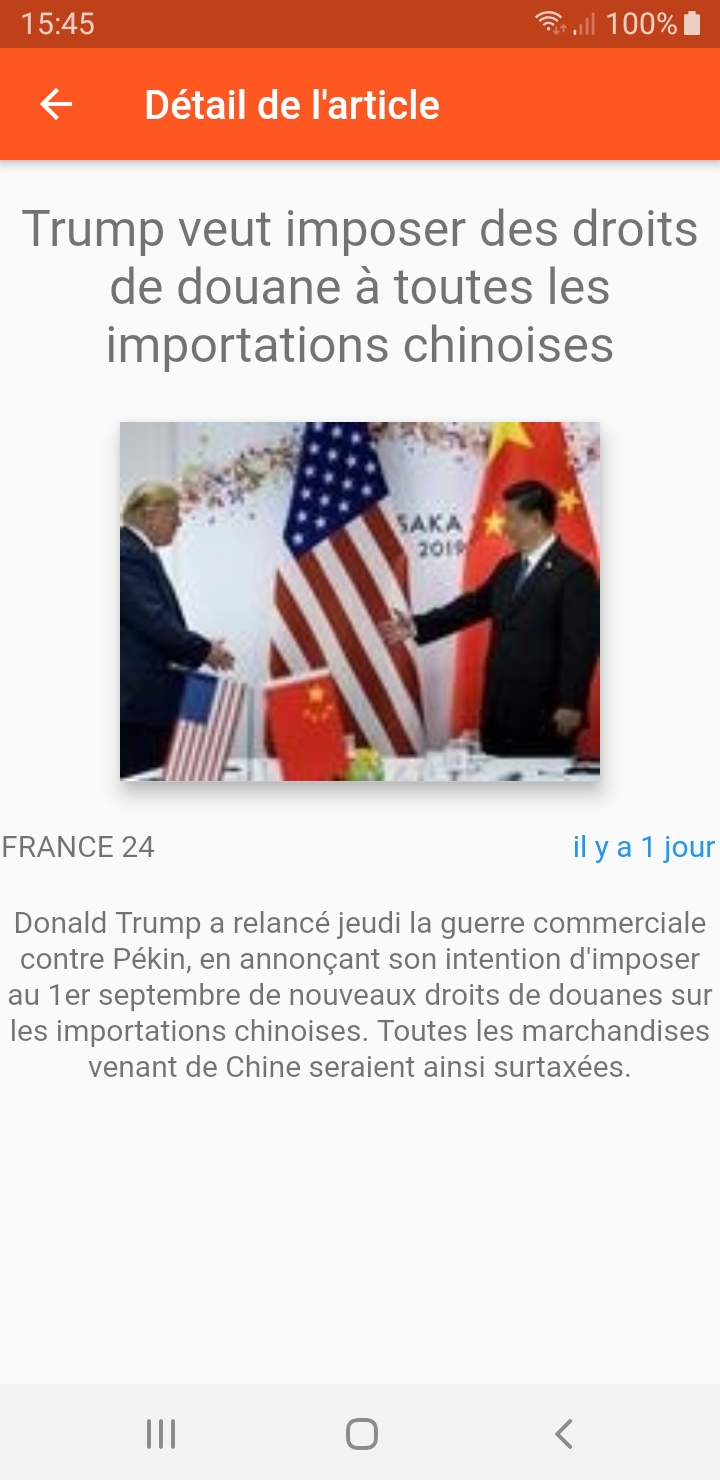 15:45
100%
Détail de l'article
Trump veut imposer des droits
de douane à toutes les
importations chinoises
SAKA
2019
FRANCE 24
il y a 1 jour
Donald Trump a relancé jeudi la guerre commerciale
contre Pékin, en annonçant son intention d'imposer
au 1er septembre de nouveaux droits de douanes sur
les importations chinoises. Toutes les marchandises
venant de Chine seraient ainsi surtaxées.